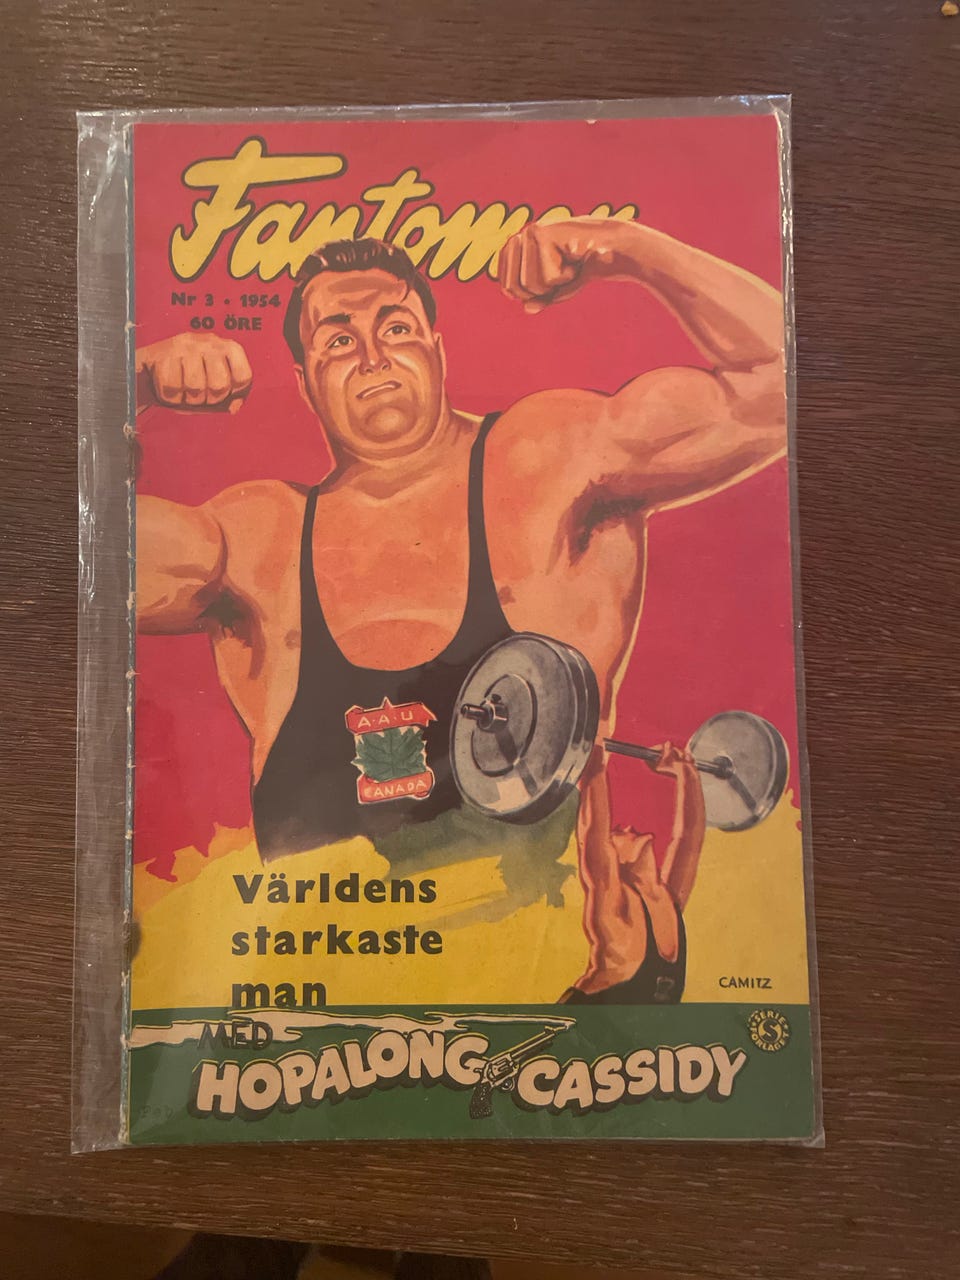 Fantomen
Nr 3 • 1954
60 ÖRE
A·A·U
CANADA
Världens
starkaste
man
CAMITZ
MED
HOPALONG CASSIDY
SERIE
FÖRLAGET